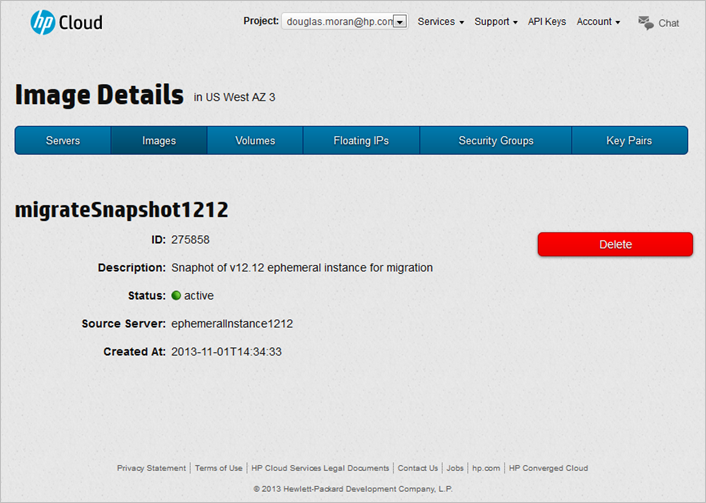 hp Cloud Project: douglas.moran@hp.com Services Support API Keys Account Chat
Image Details in US West AZ 3
Servers Images Volumes Floating IPs Security Groups Key Pairs
migrateSnapshot1212
ID: 275858
Delete
Description: Snaphot of v12.12 ephemeral instance for migration
Status: active
Source Server: ephemeralInstance1212
Created At: 2013-11-01T14:34:33
Privacy Statement | Terms of Use | HP Cloud Services Legal Documents | Contact Us | Jobs | hp.com | HP Converged Cloud
© 2013 Hewlett-Packard Development Company, L.P.